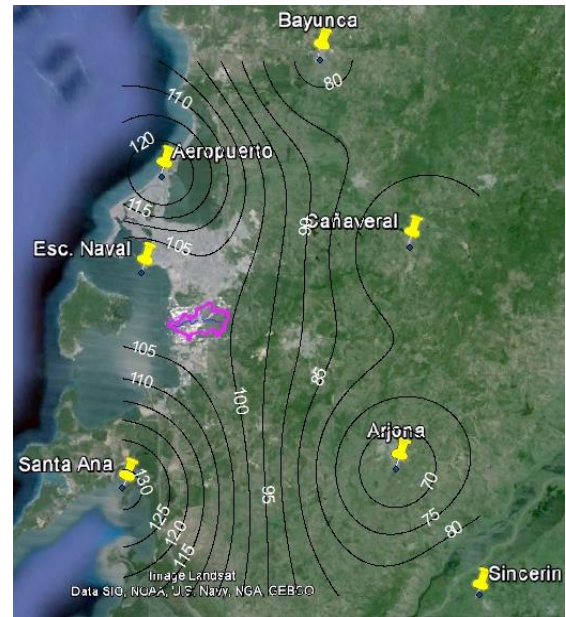 Bayunca
80
110
120
Aeropuerto
115
90
Cañaveral
105
Esc. Naval
105
85
110
100
Arjona
Santa Ana
130
70
95
125
75
120
80
115
Image Landsat
Data SIO, NOAA, U.S. Navy, NGA, GEBCO
Sincerin